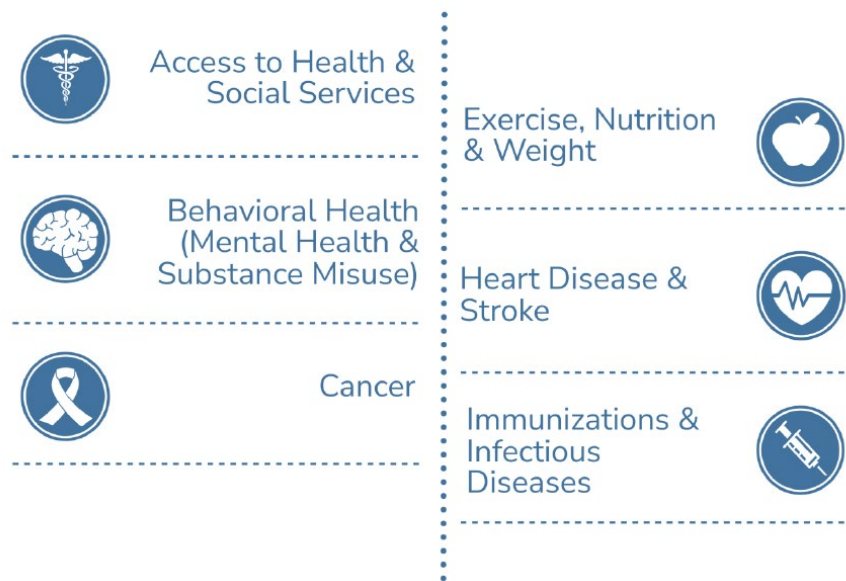 Access to Health &
Social Services
Behavioral Health
(Mental Health &
Substance Misuse)
Cancer
Exercise, Nutrition
& Weight
Heart Disease &
Stroke
Immunizations &
Infectious
Diseases